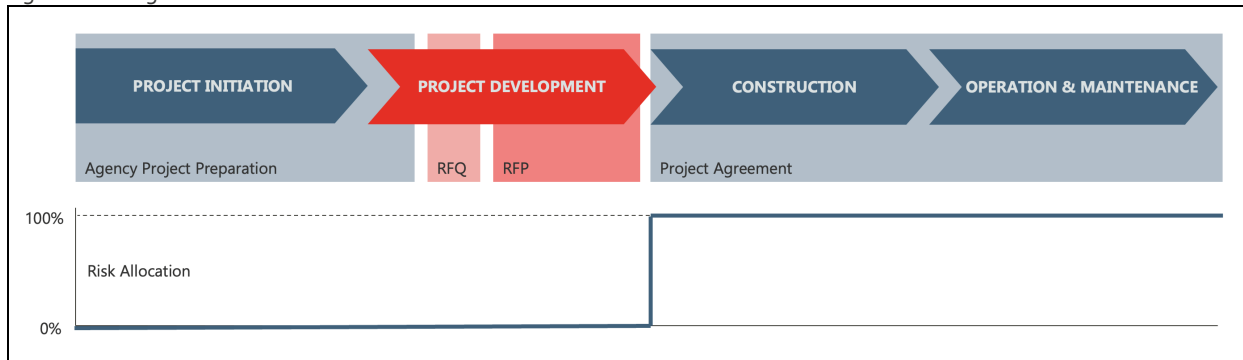 PROJECT INITIATION
PROJECT DEVELOPMENT
CONSTRUCTION
OPERATION & MAINTENANCE
Agency Project Preparation
RFQ
RFP
Project Agreement
100%
Risk Allocation
0%